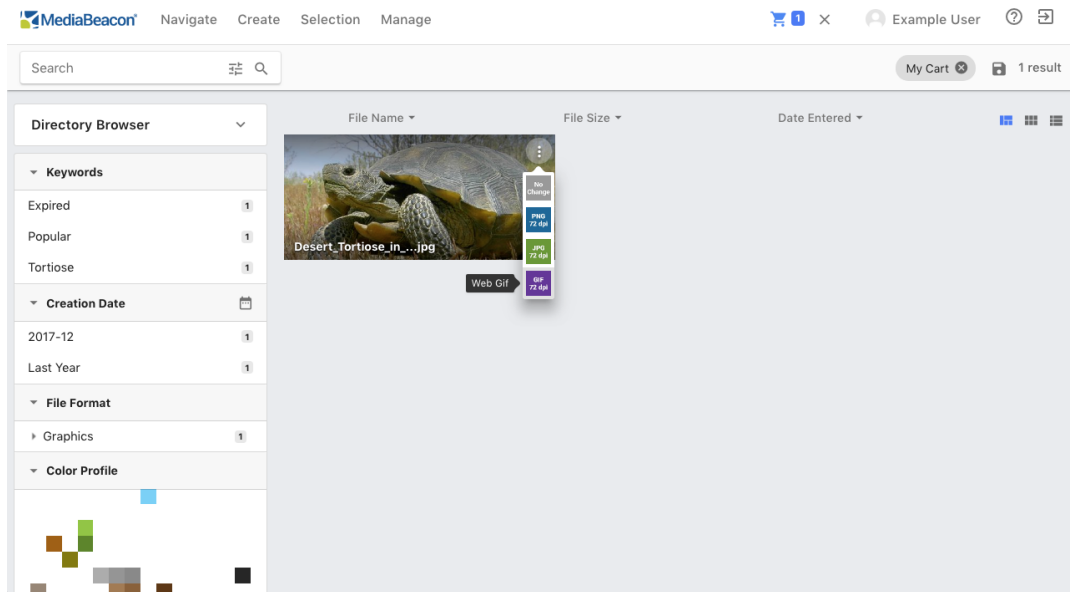 MediaBeacon® Navigate Create Selection Manage 1 Example User
Search My Cart 1 result
Directory Browser
File Name File Size Date Entered
Keywords
Expired 1
Popular 1
Tortiose 1
Creation Date
2017-12 1
Last Year 1
File Format
Graphics 1
Color Profile
Desert_Tortiose_in_...jpg
No
Change
PNG
72 dpi
JPG
72 dpi
GIF
72 dpi
Web Gif